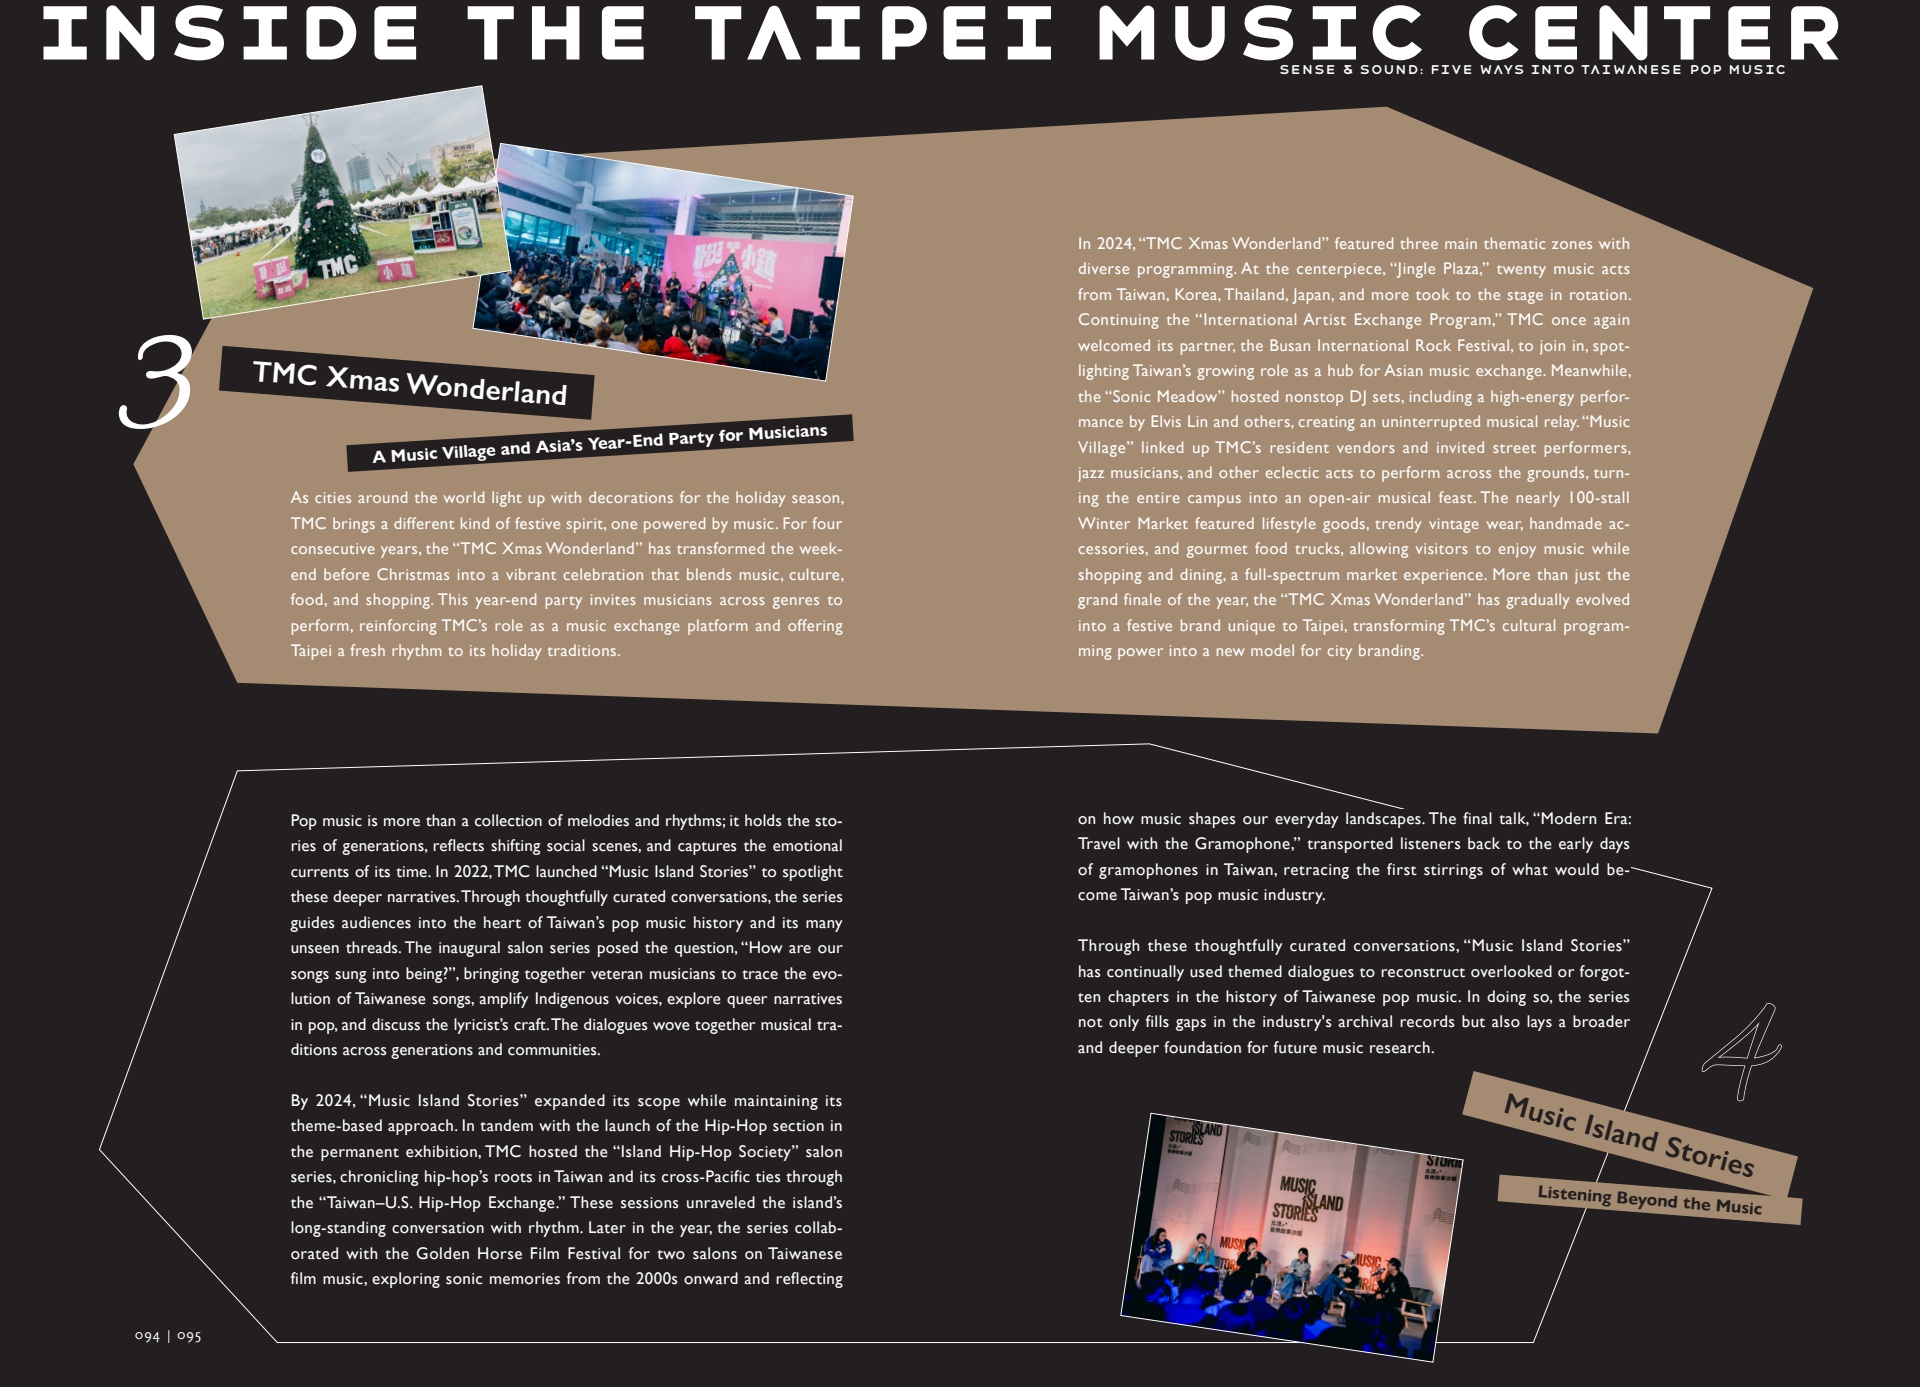 INSIDE THE TAIPEI MUSIC CENTER
SENSE & SOUND: FIVE WAYS INTO TAIWANESE POP MUSIC
TMC
小鎮
3
TMC Xmas Wonderland
A Music Village and Asia’s Year-End Party for Musicians
As cities around the world light up with decorations for the holiday season,
TMC brings a different kind of festive spirit, one powered by music. For four
consecutive years, the “TMC Xmas Wonderland” has transformed the week-
end before Christmas into a vibrant celebration that blends music, culture,
food, and shopping. This year-end party invites musicians across genres to
perform, reinforcing TMC’s role as a music exchange platform and offering
Taipei a fresh rhythm to its holiday traditions.
In 2024, “TMC Xmas Wonderland” featured three main thematic zones with
diverse programming. At the centerpiece, “Jingle Plaza,” twenty music acts
from Taiwan, Korea, Thailand, Japan, and more took to the stage in rotation.
Continuing the “International Artist Exchange Program,” TMC once again
welcomed its partner, the Busan International Rock Festival, to join in, spot-
lighting Taiwan’s growing role as a hub for Asian music exchange. Meanwhile,
the “Sonic Meadow” hosted nonstop DJ sets, including a high-energy perfor-
mance by Elvis Lin and others, creating an uninterrupted musical relay. “Music
Village” linked up TMC’s resident vendors and invited street performers,
jazz musicians, and other eclectic acts to perform across the grounds, turn-
ing the entire campus into an open-air musical feast. The nearly 100-stall
Winter Market featured lifestyle goods, trendy vintage wear, handmade ac-
cessories, and gourmet food trucks, allowing visitors to enjoy music while
shopping and dining, a full-spectrum market experience. More than just the
grand finale of the year, the “TMC Xmas Wonderland” has gradually evolved
into a festive brand unique to Taipei, transforming TMC’s cultural program-
ming power into a new model for city branding.
Pop music is more than a collection of melodies and rhythms; it holds the sto-
ries of generations, reflects shifting social scenes, and captures the emotional
currents of its time. In 2022, TMC launched “Music Island Stories” to spotlight
these deeper narratives. Through thoughtfully curated conversations, the series
guides audiences into the heart of Taiwan’s pop music history and its many
unseen threads. The inaugural salon series posed the question, “How are our
songs sung into being?”, bringing together veteran musicians to trace the evo-
lution of Taiwanese songs, amplify Indigenous voices, explore queer narratives
in pop, and discuss the lyricist’s craft. The dialogues wove together musical tra-
ditions across generations and communities.
By 2024, “Music Island Stories” expanded its scope while maintaining its
theme-based approach. In tandem with the launch of the Hip-Hop section in
the permanent exhibition, TMC hosted the “Island Hip-Hop Society” salon
series, chronicling hip-hop’s roots in Taiwan and its cross-Pacific ties through
the “Taiwan–U.S. Hip-Hop Exchange.” These sessions unraveled the island’s
long-standing conversation with rhythm. Later in the year, the series collab-
orated with the Golden Horse Film Festival for two salons on Taiwanese
film music, exploring sonic memories from the 2000s onward and reflecting
on how music shapes our everyday landscapes. The final talk, “Modern Era:
Travel with the Gramophone,” transported listeners back to the early days
of gramophones in Taiwan, retracing the first stirrings of what would be-
come Taiwan’s pop music industry.
Through these thoughtfully curated conversations, “Music Island Stories”
has continually used themed dialogues to reconstruct overlooked or forgot-
ten chapters in the history of Taiwanese pop music. In doing so, the series
not only fills gaps in the industry's archival records but also lays a broader
and deeper foundation for future music research.
4
Music Island Stories
Listening Beyond the Music
MUSIC
ISLAND
STORIES
094 | 095